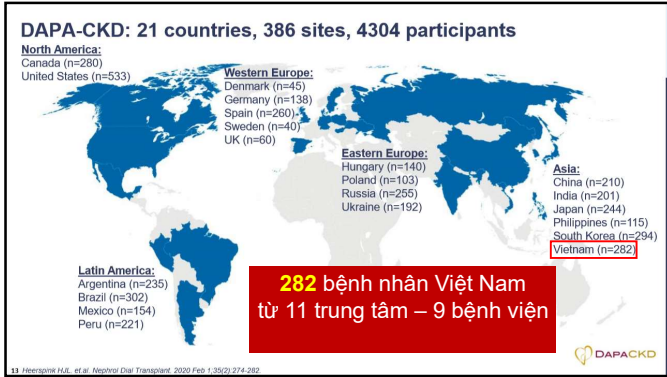 DAPA-CKD: 21 countries, 386 sites, 4304 participants
North America:
Canada (n=280)
United States (n=533)
Western Europe:
Denmark (n=45)
Germany (n=138)
Spain (n=260)
Sweden (n=40)
UK (n=60)
Eastern Europe:
Hungary (n=140)
Poland (n=103)
Russia (n=255)
Ukraine (n=192)
Asia:
China (n=210)
India (n=201)
Japan (n=244)
Philippines (n=115)
South Korea (n=294)
Vietnam (n=282)
Latin America:
Argentina (n=235)
Brazil (n=302)
Mexico (n=154)
Peru (n=221)
282 bệnh nhân Việt Nam
từ 11 trung tâm – 9 bệnh viện
DAPACKD
13 Heerspink HJL. et.al. Nephrol Dial Transplant. 2020 Feb 1;35(2):274-282.